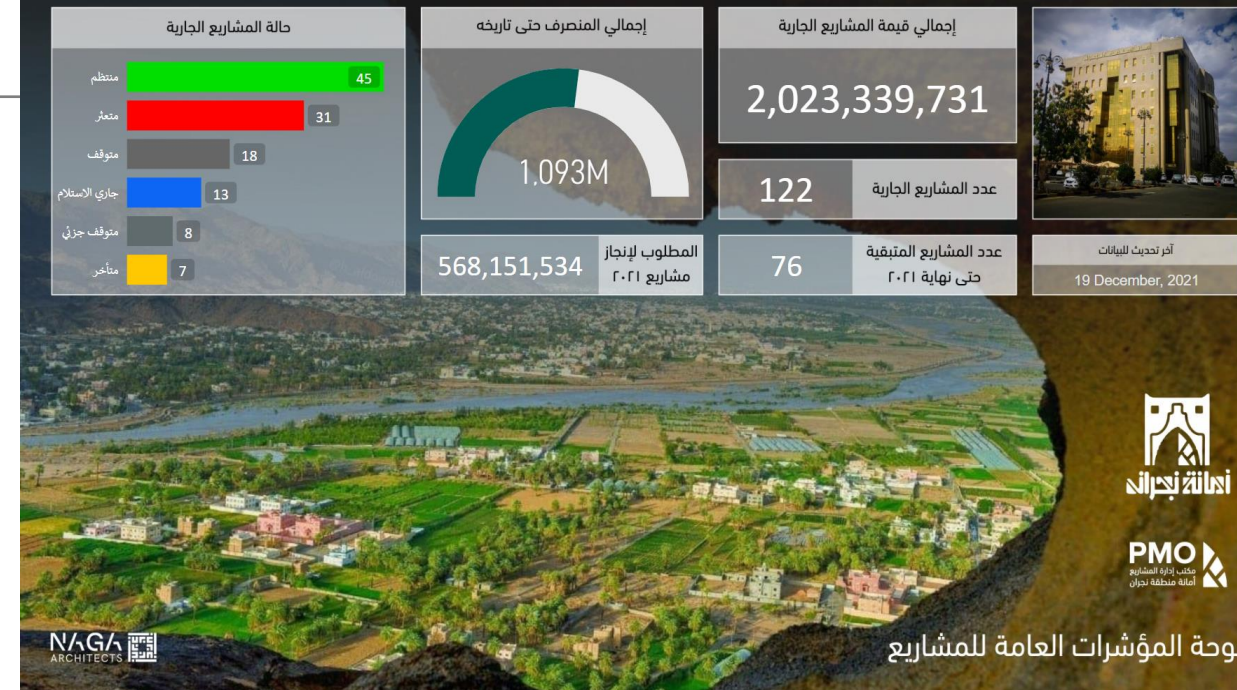 إجمالي قيمة المشاريع الجارية
2,023,339,731
عدد المشاريع الجارية
122
عدد المشاريع المتبقية
حتى نهاية ٢٠٢١
76
إجمالي المنصرف حتى تاريخه
1,093M
المطلوب لإنجاز
مشاريع ٢٠٢١
568,151,534
حالة المشاريع الجارية
منتظم 45
متعثر 31
متوقف 18
جاري الاستلام 13
متوقف جزئي 8
متأخر 7
آخر تحديث للبيانات
19 December, 2021
أمانة نجران
PMO
مكتب إدارة المشاريع
أمانة منطقة نجران
وحة المؤشرات العامة للمشاريع
NAGA
ARCHITECTS